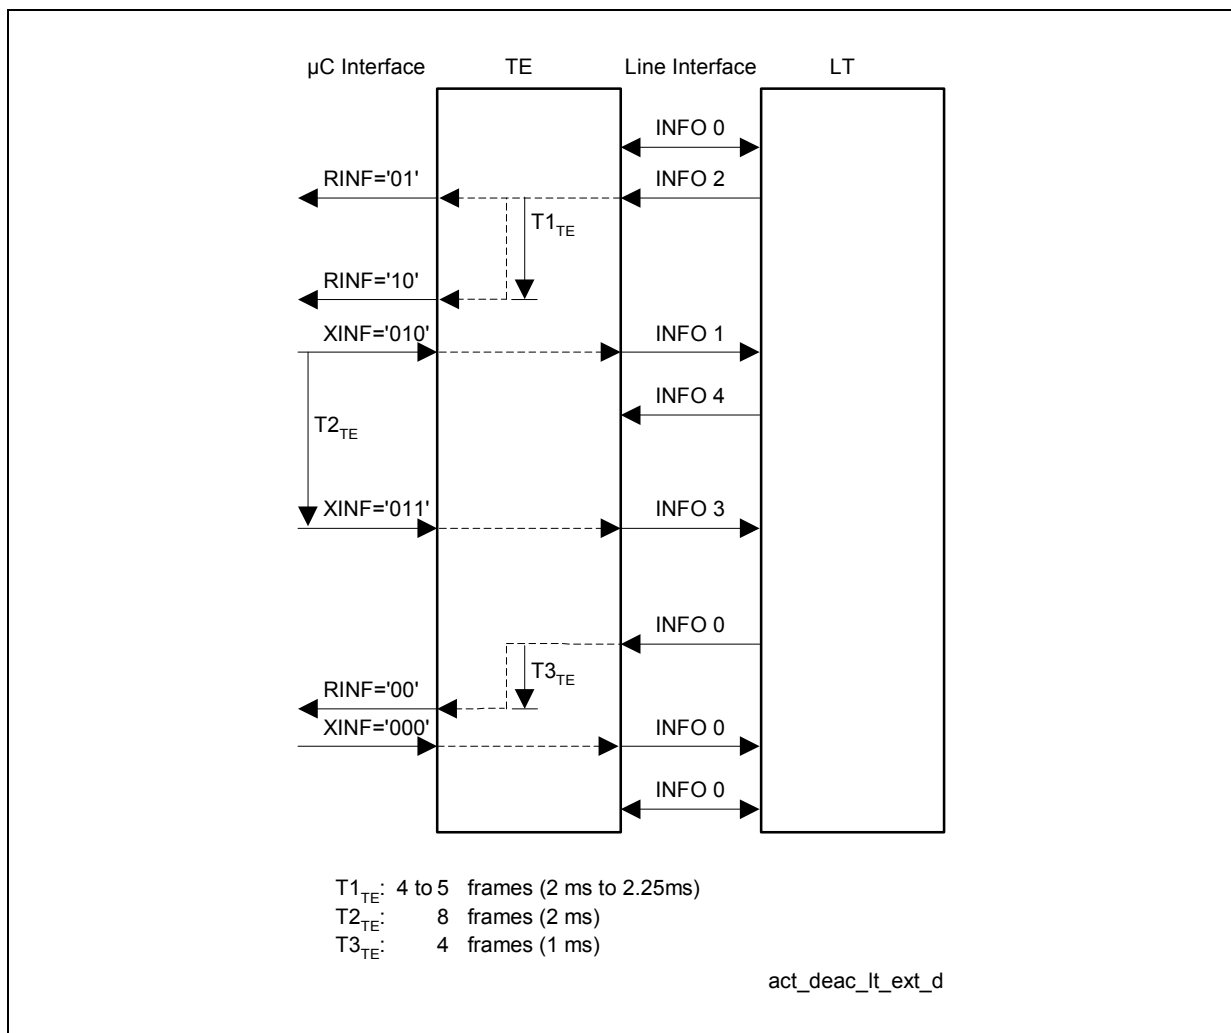 µC Interface TE Line Interface LT
INFO 0
RINF='01' INFO 2
T1TE
RINF='10'
XINF='010' INFO 1
INFO 4
T2TE
XINF='011' INFO 3
INFO 0
T3TE
RINF='00'
XINF='000' INFO 0
INFO 0
T1TE: 4 to 5 frames (2 ms to 2.25ms)
T2TE: 8 frames (2 ms)
T3TE: 4 frames (1 ms)
act_deac_lt_ext_d